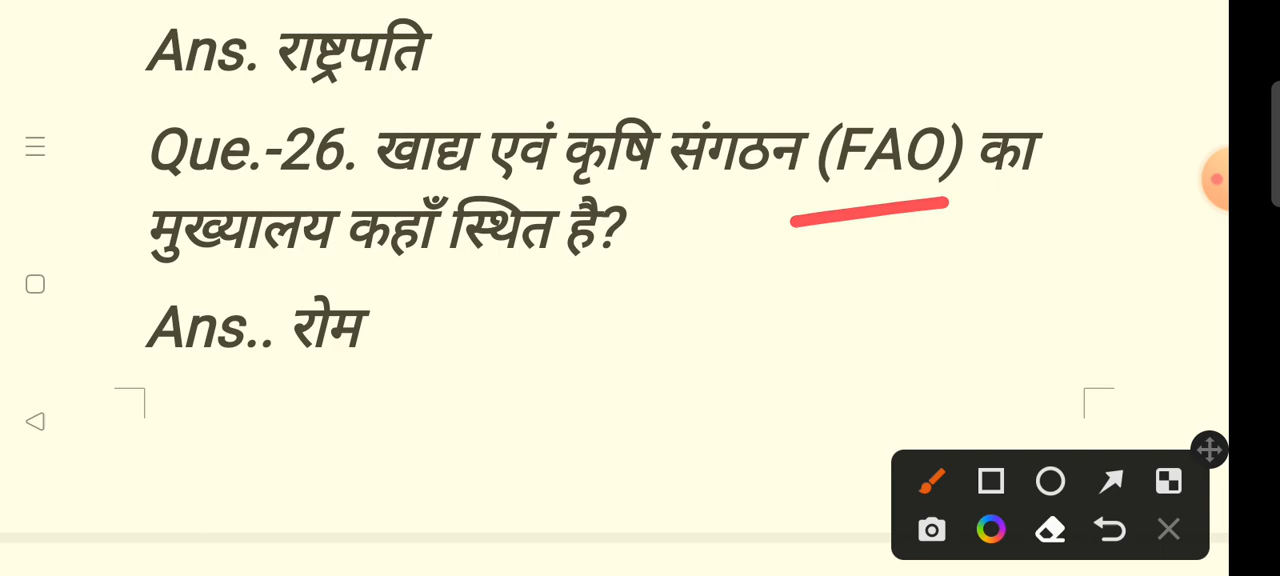 Ans. राष्ट्रपति
Que.-26. खाद्य एवं कृषि संगठन (FAO) का
मुख्यालय कहाँ स्थित है?
Ans.. रोम